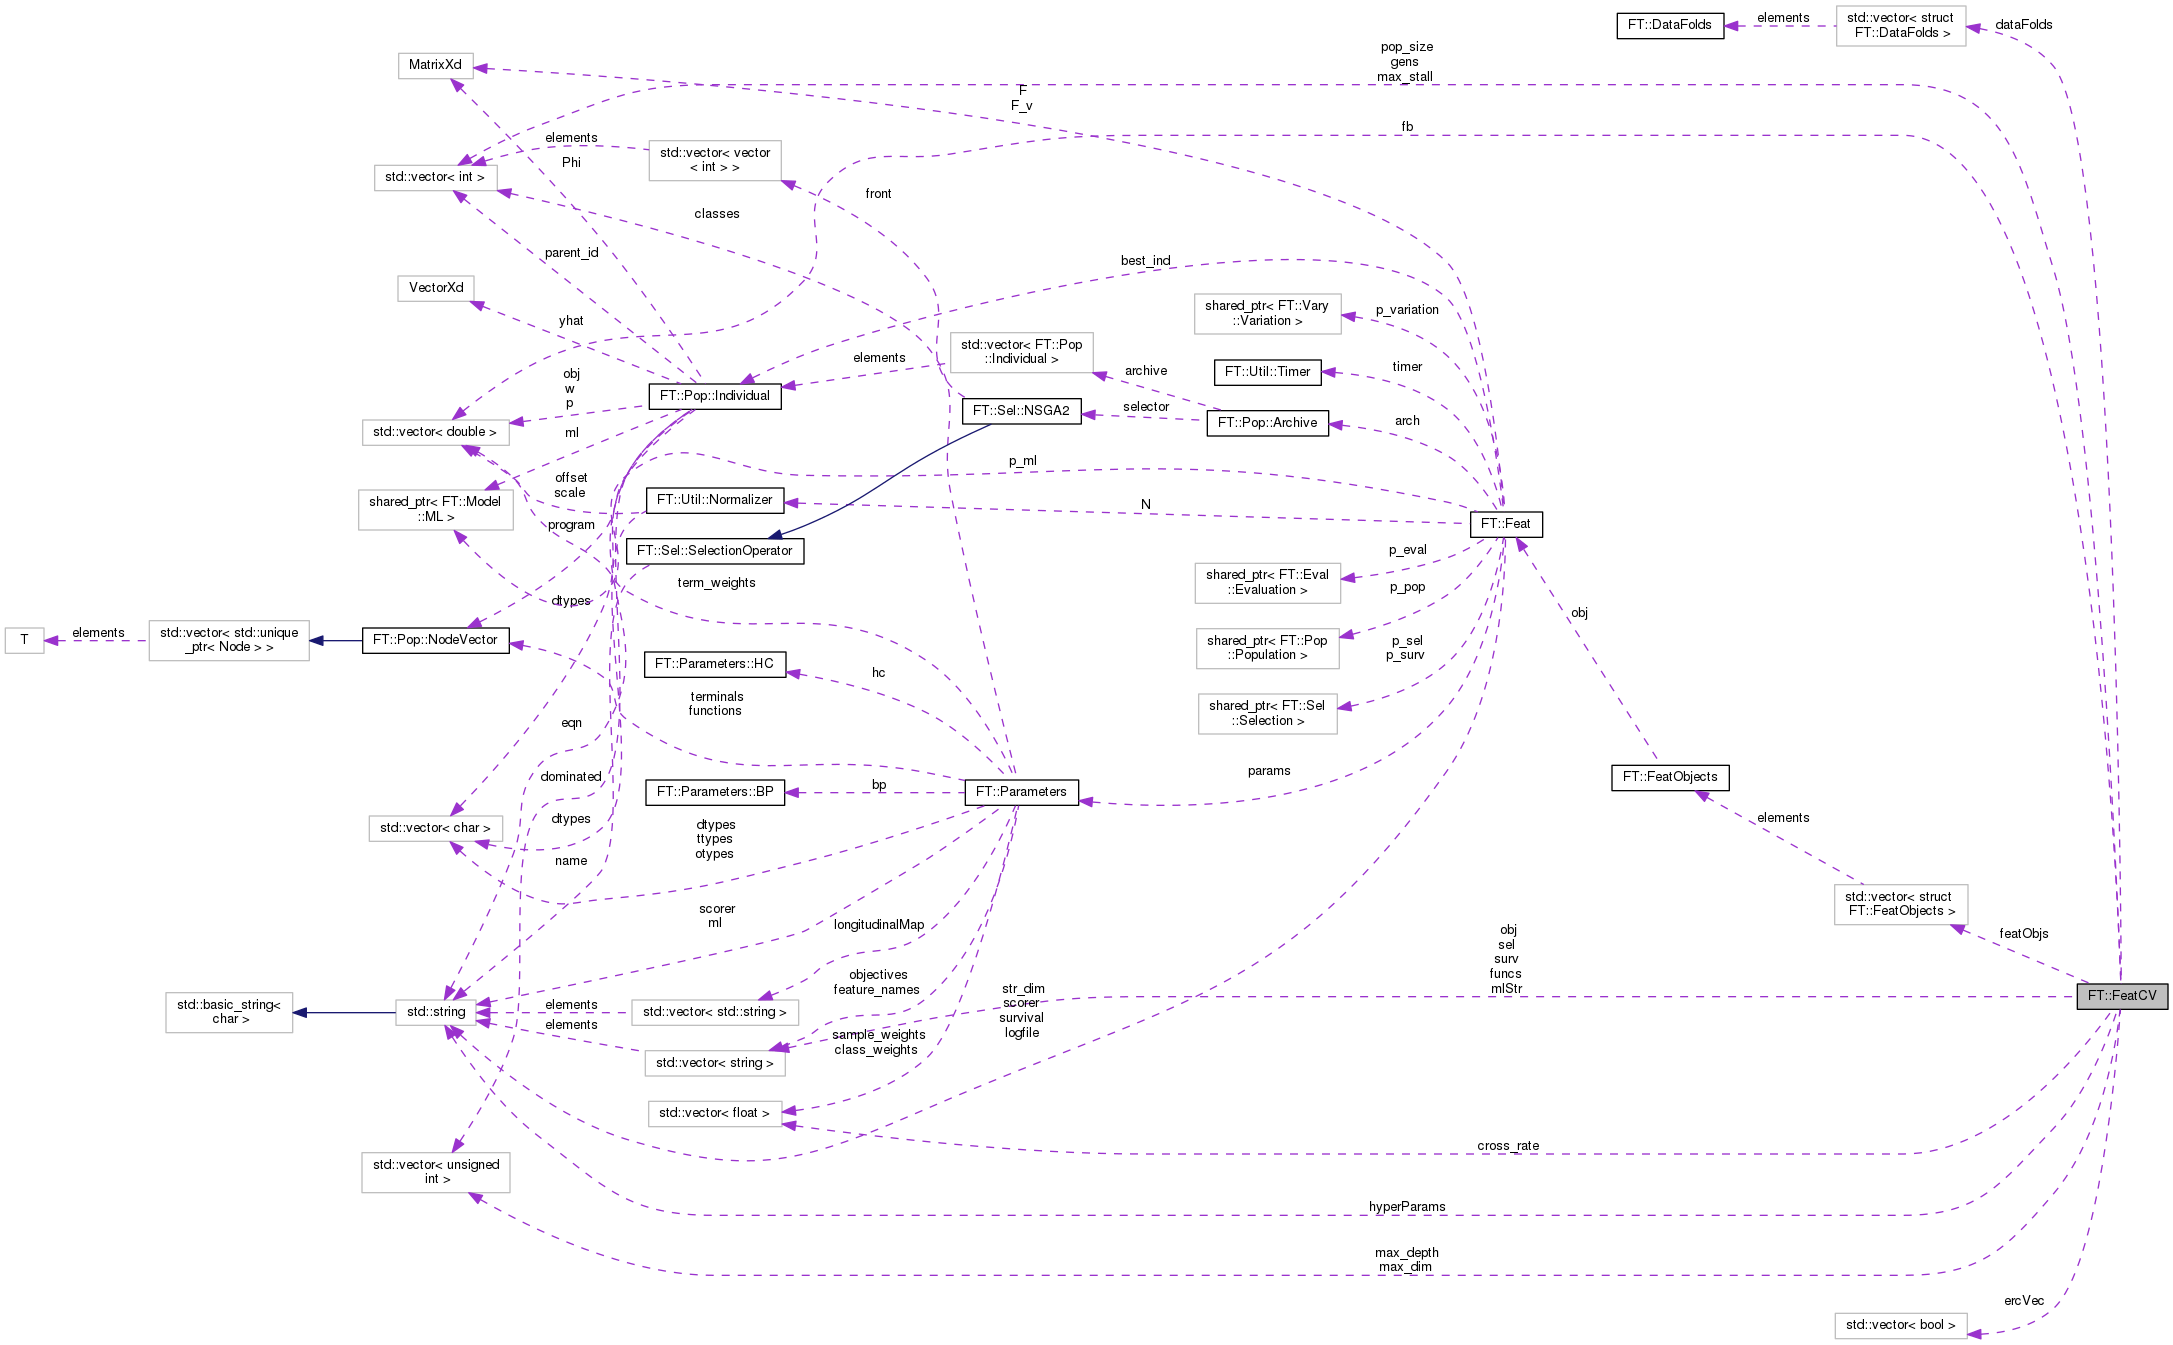 FT::DataFolds
elements
std::vector< struct
FT::DataFolds >
dataFolds
pop_size
gens
max_stall
MatrixXd
F
F_v
fb
elements
Phi
std::vector< vector
< int > >
std::vector< int >
front
classes
parent_id
best_ind
VectorXd
yhat
shared_ptr< FT::Vary
::Variation >
p_variation
std::vector< FT::Pop
::Individual >
elements
archive
FT::Util::Timer
timer
obj
w
p
FT::Pop::Individual
FT::Sel::NSGA2
selector
FT::Pop::Archive
arch
std::vector< double >
ml
p_ml
offset
scale
shared_ptr< FT::Model
::ML >
FT::Util::Normalizer
N
FT::Feat
program
FT::Sel::SelectionOperator
p_eval
shared_ptr< FT::Eval
::Evaluation >
term_weights
p_pop
dtypes
obj
T
elements
std::vector< std::unique
_ptr< Node > >
FT::Pop::NodeVector
shared_ptr< FT::Pop
::Population >
p_sel
p_surv
FT::Parameters::HC
hc
terminals
functions
shared_ptr< FT::Sel
::Selection >
eqn
dominated
params
FT::FeatObjects
FT::Parameters::BP
bp
FT::Parameters
elements
std::vector< char >
dtypes
dtypes
ttypes
otypes
name
scorer
ml
longitudinalMap
std::vector< struct
FT::FeatObjects >
featObjs
obj
sel
surv
funcs
mlStr
objectives
feature_names
str_dim
scorer
survival
logfile
FT::FeatCV
std::basic_string<
char >
std::string
elements
std::vector< std::string >
elements
std::vector< string >
sample_weights
class_weights
std::vector< float >
cross_rate
std::vector< unsigned
int >
hyperParams
max_depth
max_dim
ercVec
std::vector< bool >